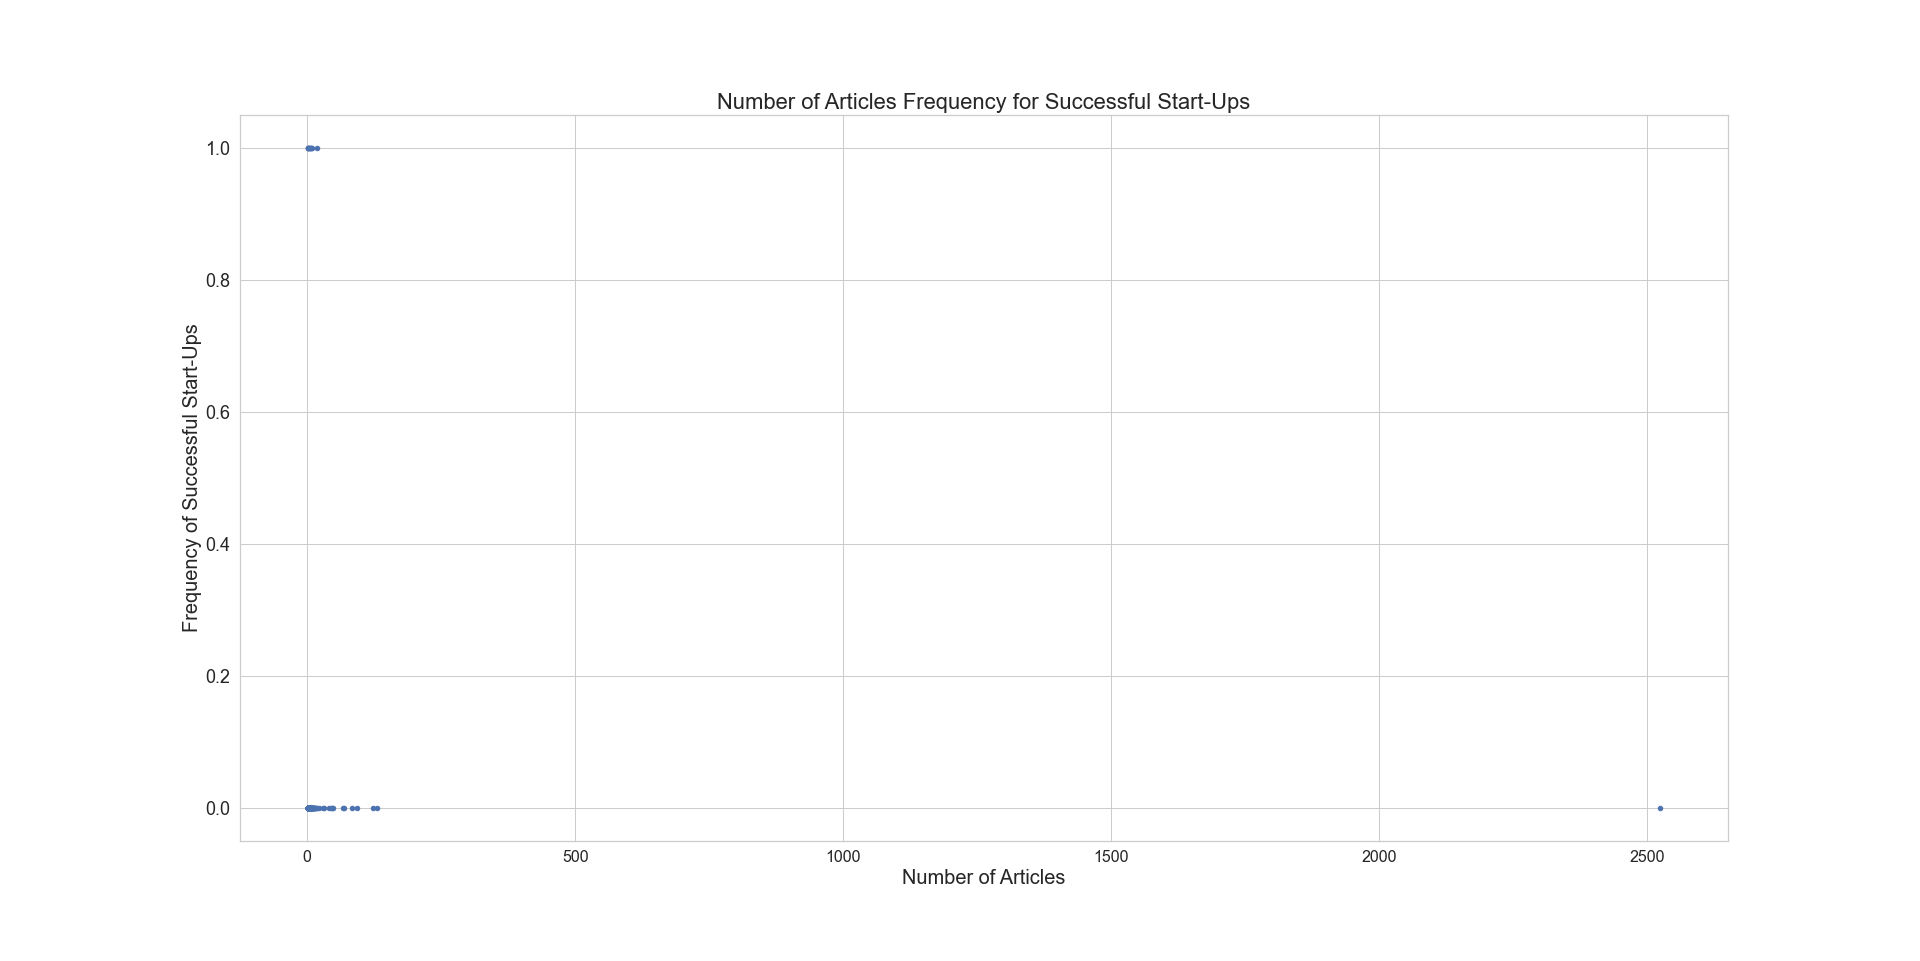 Number of Articles Frequency for Successful Start-Ups
1.0
0.8
0.6
0.4
0.2
0.0
Frequency of Successful Start-Ups
0 500 1000 1500 2000 2500
Number of Articles